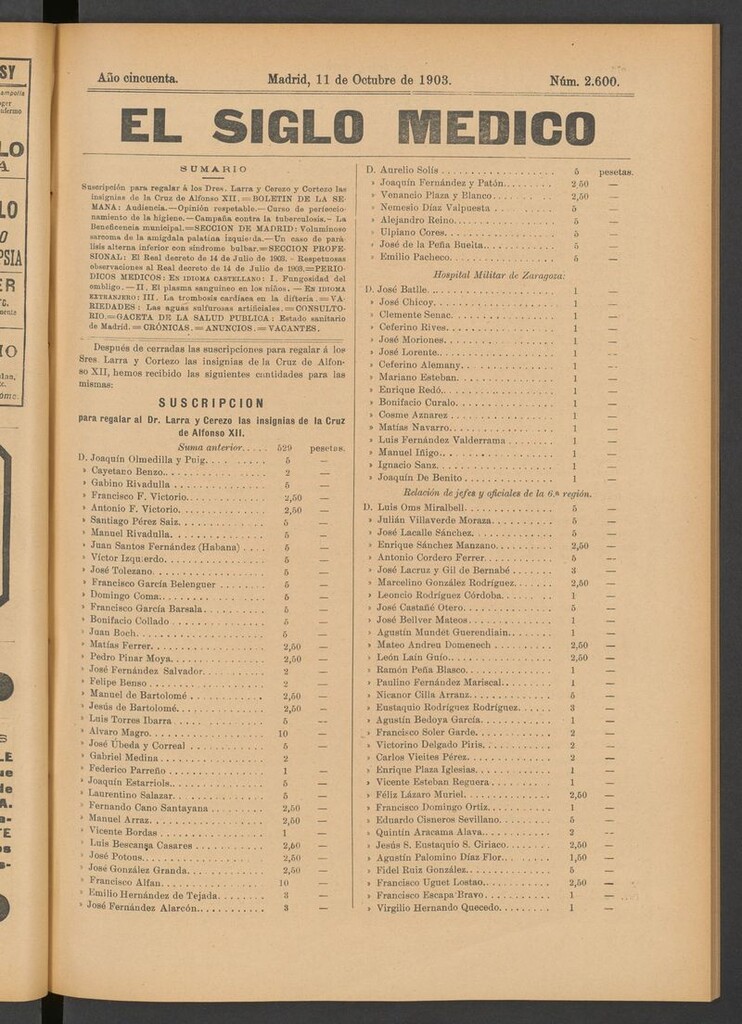 Año cincuenta. Madrid, 11 de Octubre de 1903. Núm. 2.600.
EL SIGLO MEDICO
SUMARIO
Suscripción para regalar á los Dres. Larra y Cerezo y Cortezo las
insignias de la Cruz de Alfonso XII.=BOLETIN DE LA SE-
MANA: Audiencia.—Opinión respetable.—Curso de perfeccio-
namiento de la higiene.—Campaña contra la tuberculosis.—La
Beneficencia municipal.=SECCION DE MADRID: Voluminoso
sarcoma de la amígdala palatina izquierda.—Un caso de pará-
lisis alterna inferior con síndrome bulbar.=SECCION PROFE-
SIONAL: El Real decreto de 14 de Julio de 1903.—Respetuosas
observaciones al Real decreto de 14 de Julio de 1903.=PERIO-
DICOS MEDICOS: EN IDIOMA CASTELLANO: I. Fungosidad del
ombligo.—II. El plasma sanguíneo en los niños.—EN IDIOMA
EXTRANJERO: III. La trombosis cardíaca en la difteria.=VA-
RIEDADES: Las aguas sulfurosas artificiales.=CONSULTO-
RIO.=GACETA DE LA SALUD PUBLICA: Estado sanitario
de Madrid.=CRÓNICAS.=ANUNCIOS.=VACANTES.
Después de cerradas las suscripciones para regalar á los
Sres Larra y Cortezo las insignias de la Cruz de Alfon-
so XII, hemos recibido las siguientes cantidades para las
mismas:
SUSCRIPCION
para regalar al Dr. Larra y Cerezo las insignias de la Cruz
de Alfonso XII.
Suma anterior..... 529 pesetas.
D. Joaquín Olmedilla y Puig.......... 5 —
» Cayetano Benzo.......... 2 —
» Gabino Rivadulla.......... 5 —
» Francisco F. Victorio.......... 2,50 —
» Antonio F. Victorio.......... 2,50 —
» Santiago Pérez Saiz.......... 5 —
» Manuel Rivadulla.......... 5 —
» Juan Santos Fernández (Habana).... 5 —
» Víctor Izquierdo.......... 5 —
» José Tolezano.......... 5 —
» Francisco García Belenguer.......... 5 —
» Domingo Coma.......... 5 —
» Francisco García Barsala.......... 5 —
» Bonifacio Collado.......... 5 —
» Juan Boch.......... 5 —
» Matías Ferrer.......... 2,50 —
» Pedro Pinar Moya.......... 2,50 —
» José Fernández Salvador.......... 2 —
» Felipe Benso.......... 2 —
» Manuel de Bartolomé.......... 2,50 —
» Jesús de Bartolomé.......... 2,50 —
» Luis Torres Ibarra.......... 5 —
» Alvaro Magro.......... 10 —
» José Úbeda y Correal.......... 5 —
» Gabriel Medina.......... 2 —
» Federico Parreño.......... 1 —
» Joaquín Estarriols.......... 5 —
» Laurentino Salazar.......... 5 —
» Fernando Cano Santayana.......... 2,50 —
» Manuel Arraz.......... 2,50 —
» Vicente Bordas.......... 1 —
» Luis Bescansa Casares.......... 2,50 —
» José Potous.......... 2,50 —
» José González Granda.......... 2,50 —
» Francisco Alfan.......... 10 —
» Emilio Hernández de Tejada.......... 3 —
» José Fernández Alarcón.......... 3 —
D. Aurelio Solís.......... 5 pesetas.
» Joaquín Fernández y Patón.......... 2,50 —
» Venancio Plaza y Blanco.......... 2,50 —
» Nemesio Díaz Valpuesta.......... 5 —
» Alejandro Reino.......... 5 —
» Ulpiano Cores.......... 5 —
» José de la Peña Buelta.......... 5 —
» Emilio Pacheco.......... 5 —
Hospital Militar de Zaragoza:
D. José Batlle.......... 1 —
» José Chicoy.......... 1 —
» Clemente Senac.......... 1 —
» Ceferino Rives.......... 1 —
» José Moriones.......... 1 —
» José Lorente.......... 1 —
» Ceferino Alemany.......... 1 —
» Mariano Esteban.......... 1 —
» Enrique Redó.......... 1 —
» Bonifacio Curalo.......... 1 —
» Cosme Aznarez.......... 1 —
» Matías Navarro.......... 1 —
» Luis Fernández Valderrama.......... 1 —
» Manuel Iñigo.......... 1 —
» Ignacio Sanz.......... 1 —
» Joaquín De Benito.......... 1 —
Relación de jefes y oficiales de la 6.ª región.
D. Luis Oms Miralbell.......... 5 —
» Julián Villaverde Moraza.......... 5 —
» José Lacalle Sánchez.......... 5 —
» Enrique Sánchez Manzano.......... 2,50 —
» Antonio Cordero Ferrer.......... 5 —
» José Lacruz y Gil de Bernabé.......... 3 —
» Marcelino González Rodríguez.......... 2,50 —
» Leoncio Rodríguez Córdoba.......... 1 —
» José Castañé Otero.......... 5 —
» José Bellver Mateos.......... 1 —
» Agustín Mundét Guerendiain.......... 1 —
» Mateo Andreu Domenech.......... 2,50 —
» León Laín Guío.......... 2,50 —
» Ramón Peña Blasco.......... 1 —
» Paulino Fernández Mariscal.......... 1 —
» Nicanor Cilla Arranz.......... 5 —
» Eustaquio Rodríguez Rodríguez.......... 3 —
» Agustín Bedoya García.......... 1 —
» Francisco Soler Garde.......... 2 —
» Victorino Delgado Piris.......... 2 —
» Carlos Vieites Pérez.......... 2 —
» Enrique Plaza Iglesias.......... 1 —
» Vicente Esteban Reguera.......... 1 —
» Féliz Lázaro Muriel.......... 2,50 —
» Francisco Domingo Ortiz.......... 1 —
» Eduardo Cisneros Sevillano.......... 5 —
» Quintín Aracama Alava.......... 2 —
» Jesús S. Eustaquio S. Ciriaco.......... 2,50 —
» Agustín Palomino Díaz Flor.......... 1,50 —
» Fidel Ruiz González.......... 5 —
» Francisco Uguet Lostao.......... 2,50 —
» Francisco Escapa Bravo.......... 1 —
» Virgilio Hernando Quecedo.......... 1 —